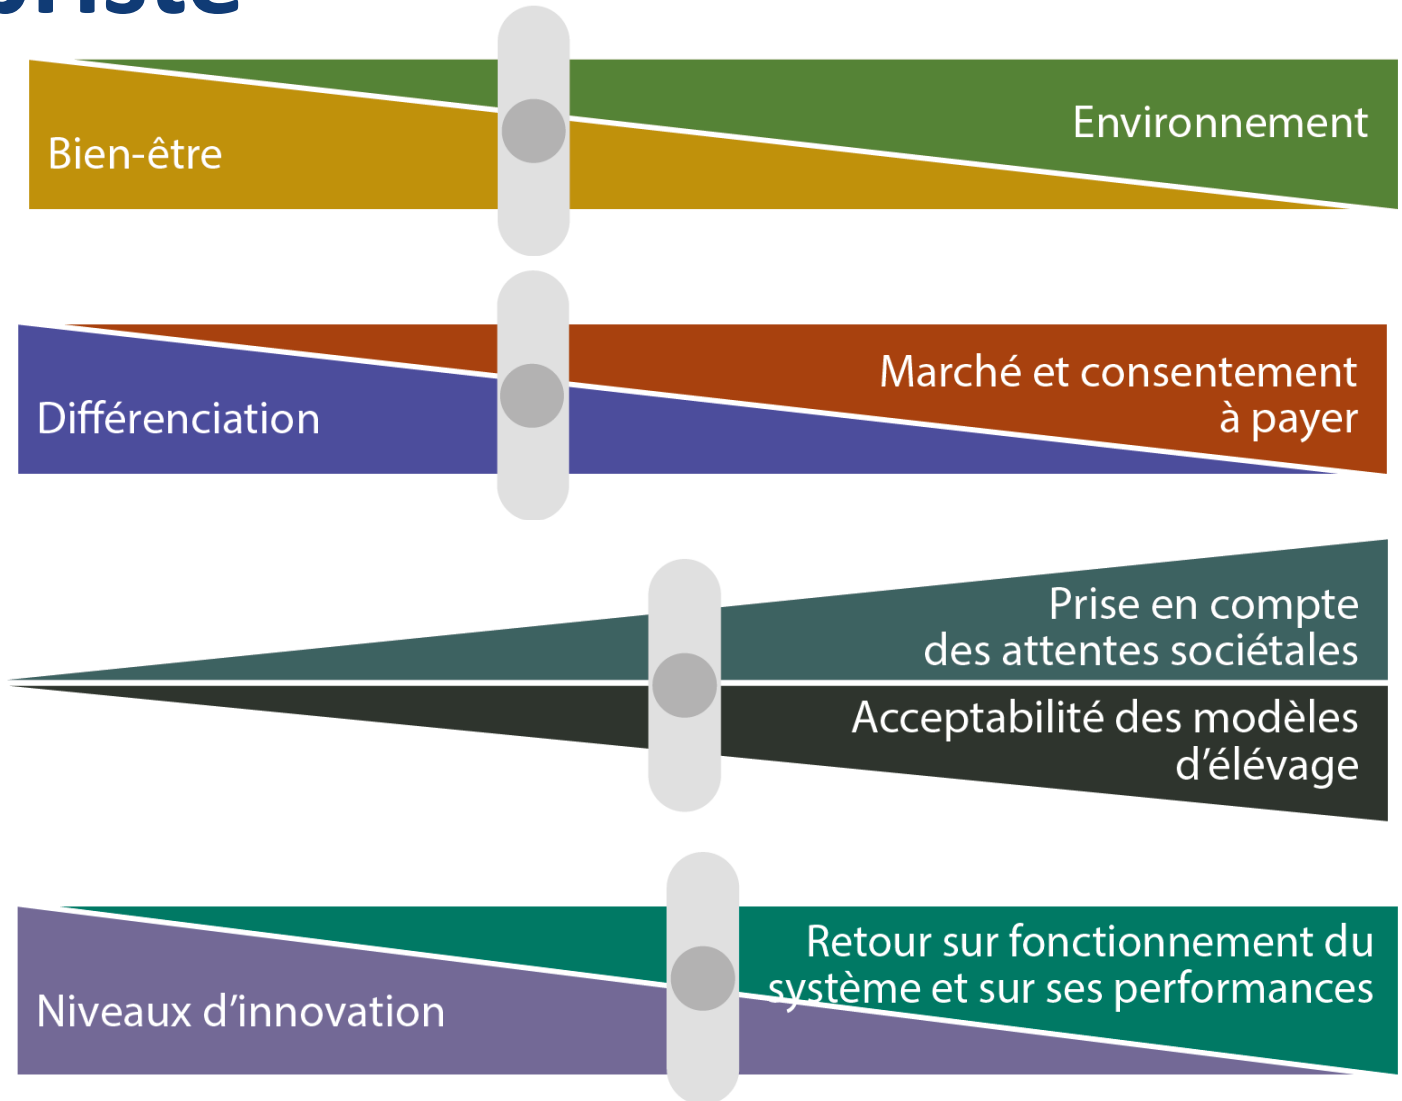 Environnement
Bien-être
Marché et consentement
à payer
Différenciation
Prise en compte
des attentes sociétales
Acceptabilité des modèles
d'élévage
Retour sur fonctionnement du
système et sur ses performances
Niveaux d'innovation